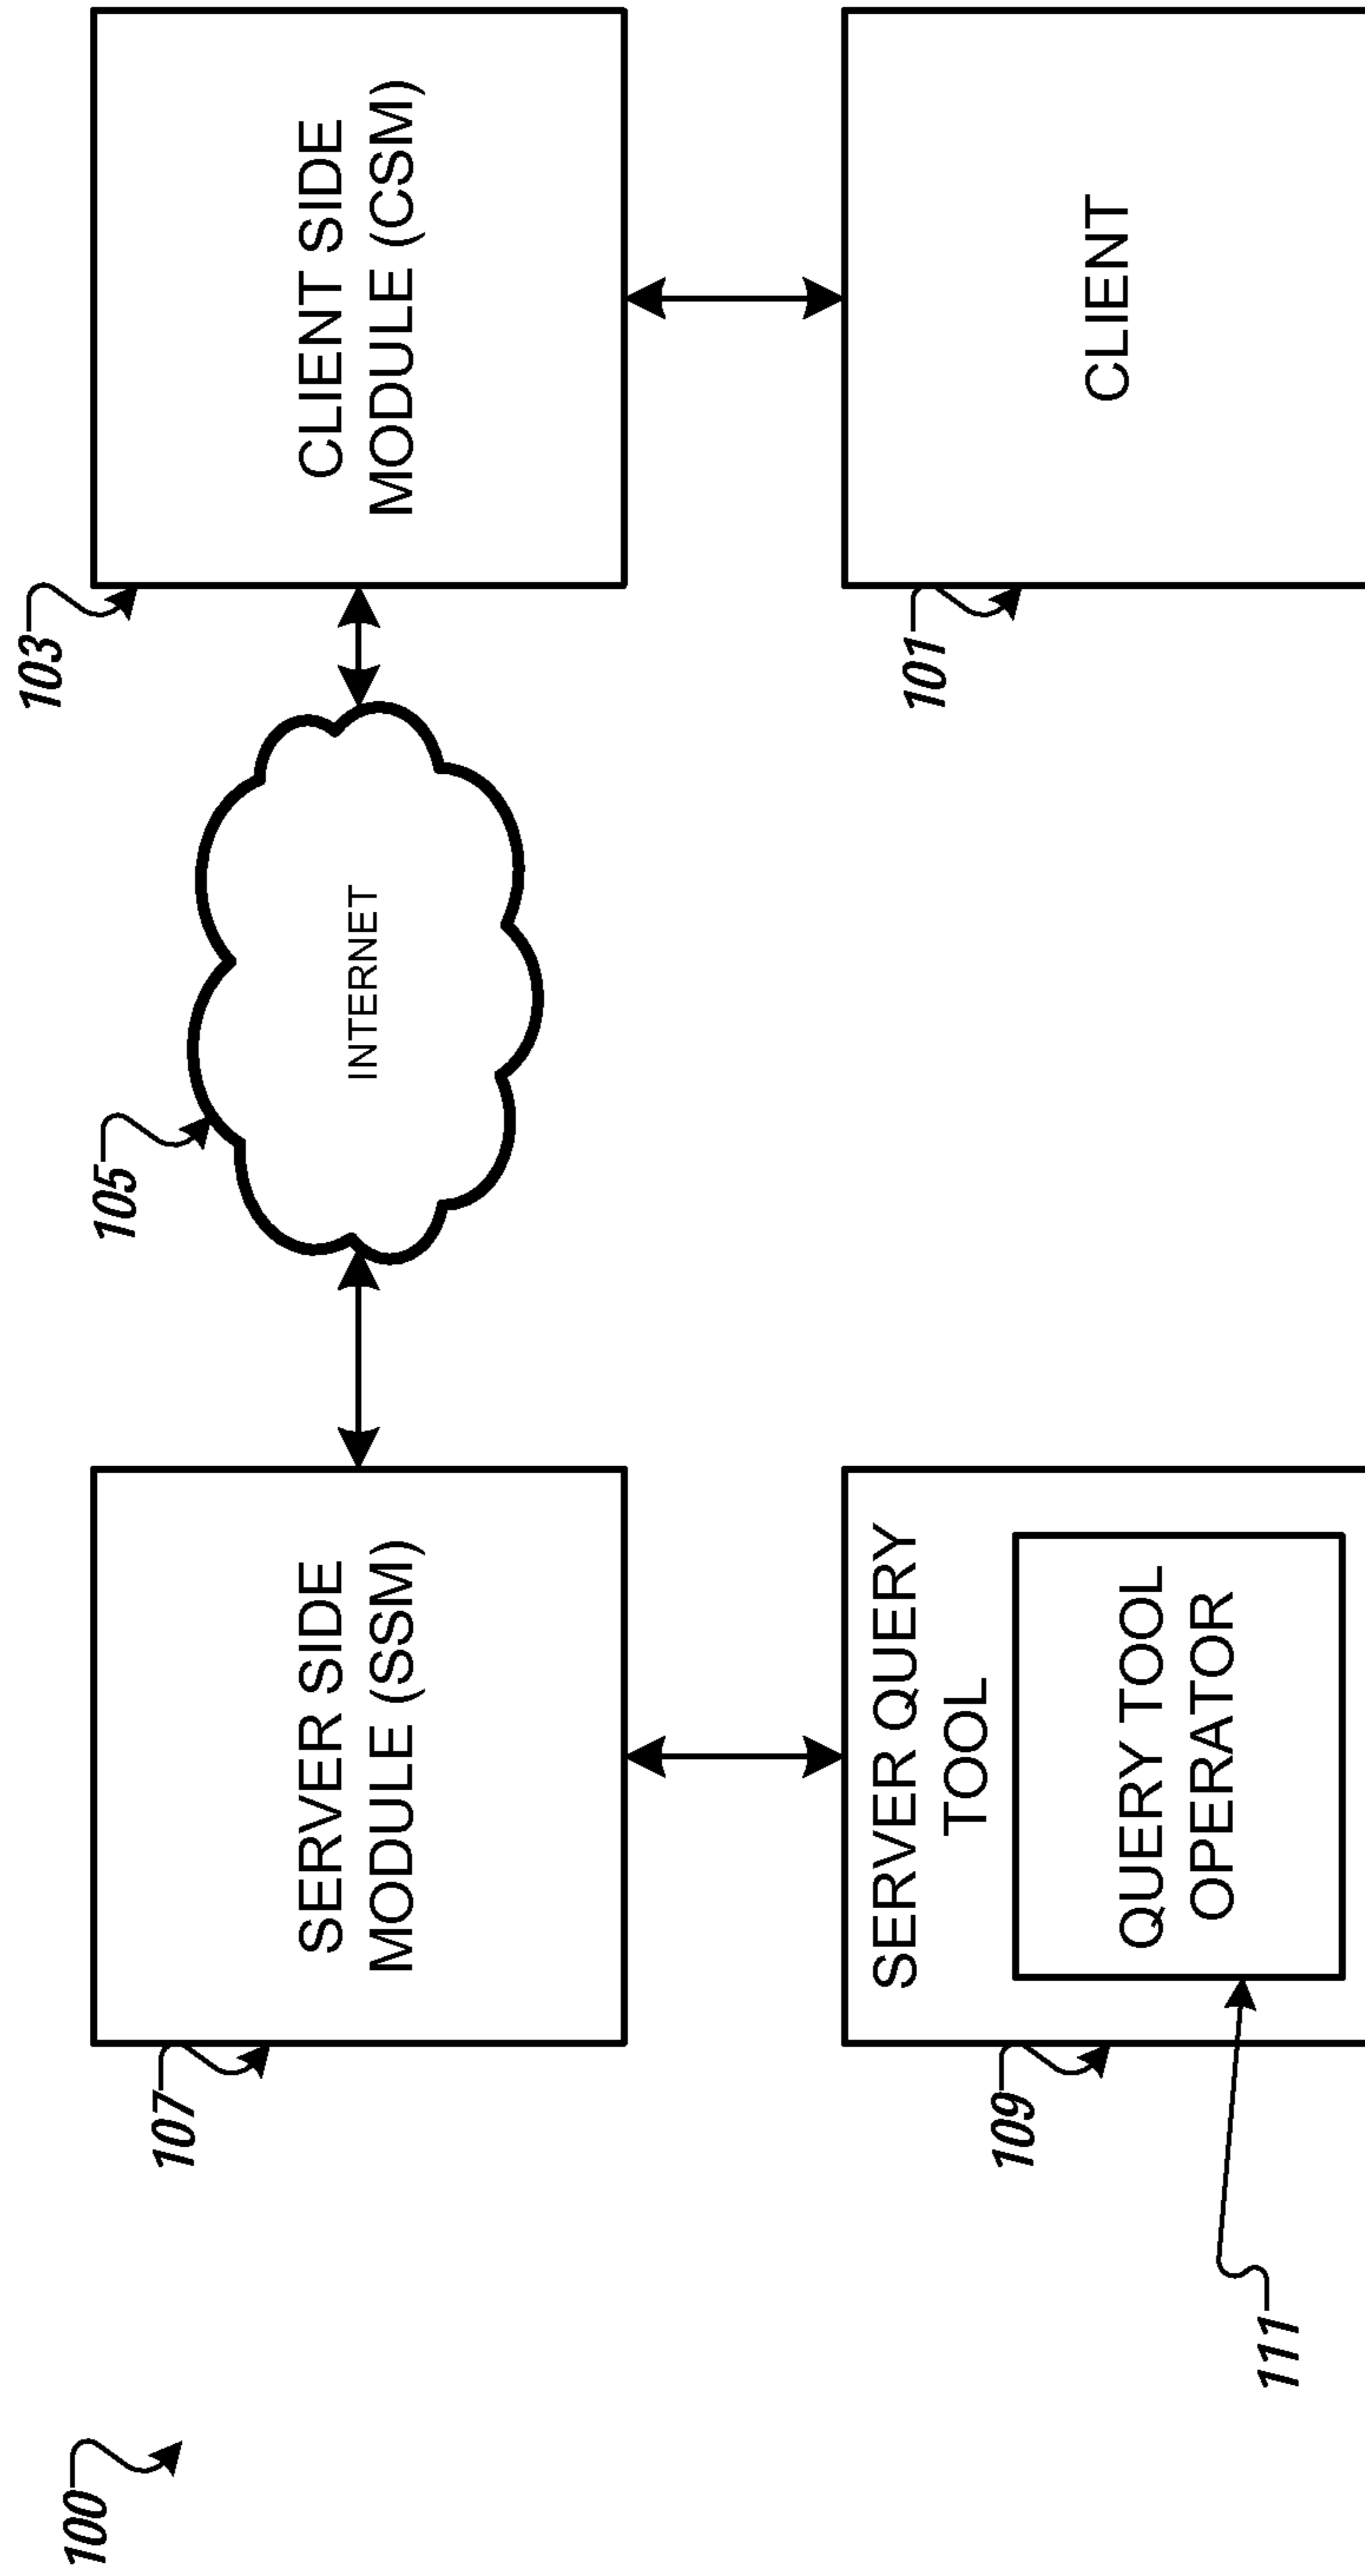 100
107
SERVER SIDE
MODULE (SSM)
105
INTERNET
103
CLIENT SIDE
MODULE (CSM)
109
SERVER QUERY
TOOL
111
QUERY TOOL
OPERATOR
101
CLIENT